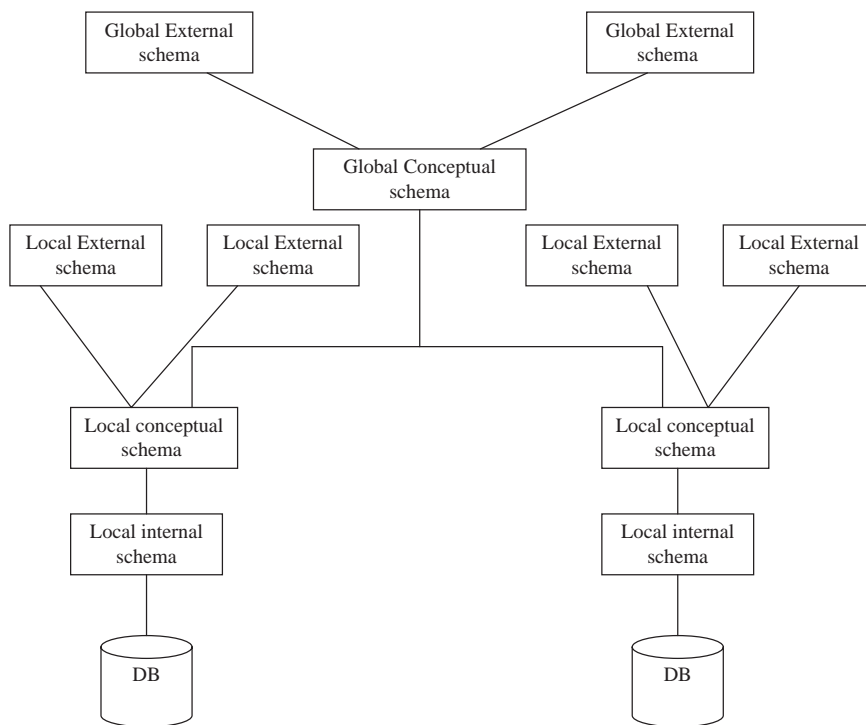 Global External
schema
Global External
schema
Global Conceptual
schema
Local External
schema
Local External
schema
Local External
schema
Local External
schema
Local conceptual
schema
Local conceptual
schema
Local internal
schema
Local internal
schema
DB
DB